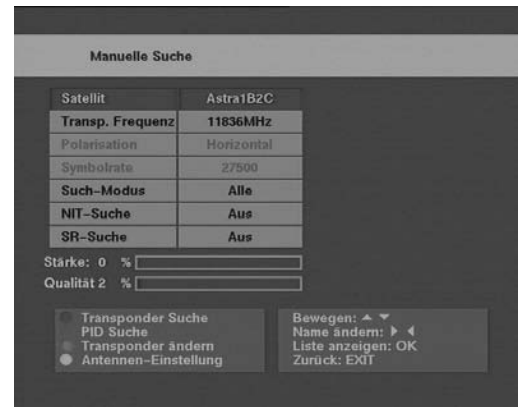 Manuelle Suche
Satellit Astra1B2C
Transp. Frequenz 11836MHz
Polarisation Horizontal
Symbolrate 27500
Such-Modus Alle
NIT-Suche Aus
SR-Suche Aus
Stärke: 0 %
Qualität 2 %
Transponder Suche
PID Suche
Transponder ändern
Antennen-Einstellung
Bewegen: ▲ ▼
Name ändern: ▶ ◀
Liste anzeigen: OK
Zurück: EXIT